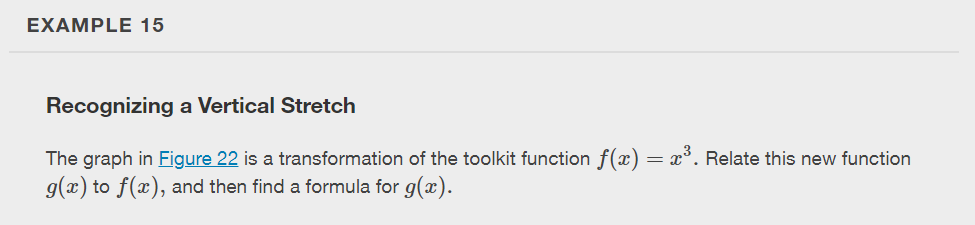 EXAMPLE 15
Recognizing a Vertical Stretch
The graph in Figure 22 is a transformation of the toolkit function f(x) = x³. Relate this new function
g(x) to f(x), and then find a formula for g(x).